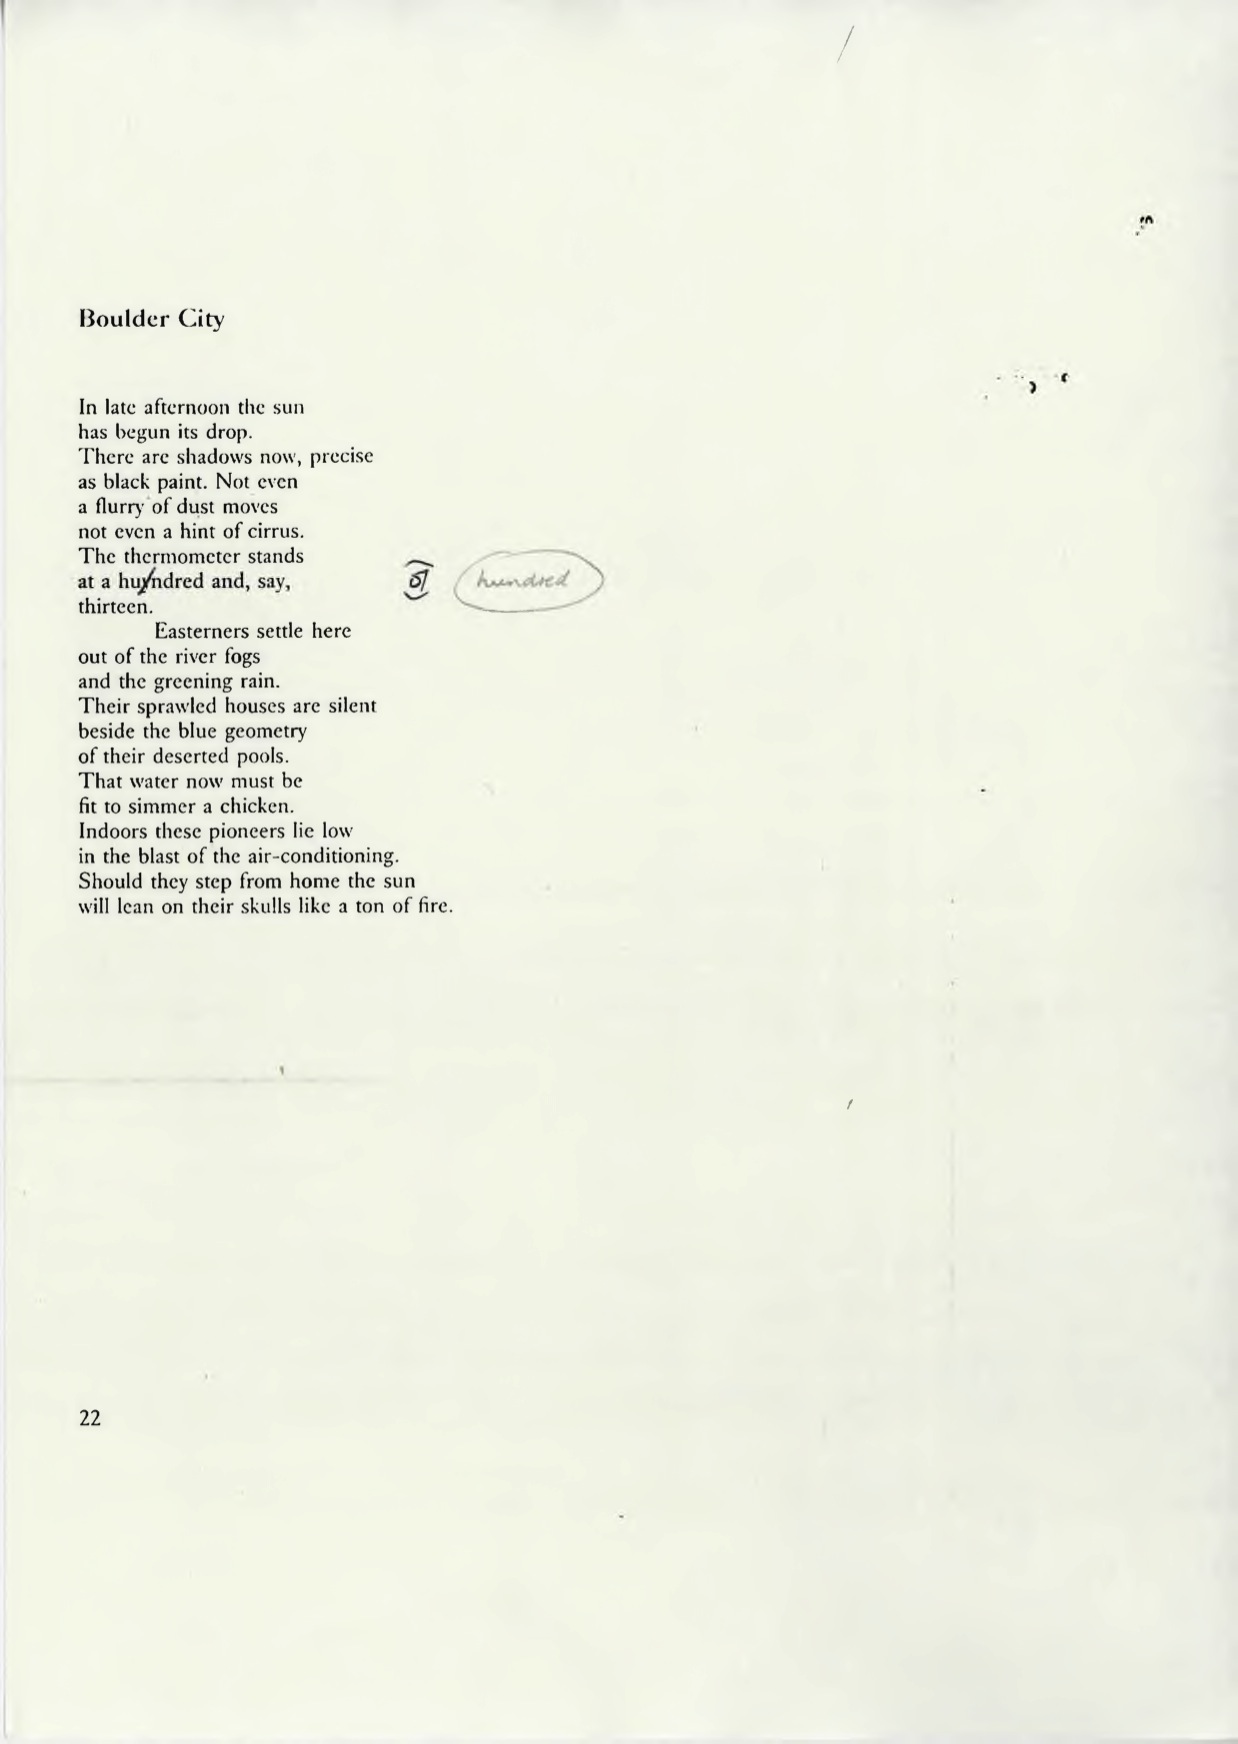 Boulder City
In late afternoon the sun
has begun its drop.
There are shadows now, precise
as black paint. Not even
a flurry of dust moves
not even a hint of cirrus.
The thermometer stands
at a hundred and, say,
hundred
thirteen.
Easterners settle here
out of the river fogs
and the greening rain.
Their sprawled houses are silent
beside the blue geometry
of their deserted pools.
That water now must be
fit to simmer a chicken.
Indoors these pioneers lie low
in the blast of the air-conditioning.
Should they step from home the sun
will lean on their skulls like a ton of fire.
22